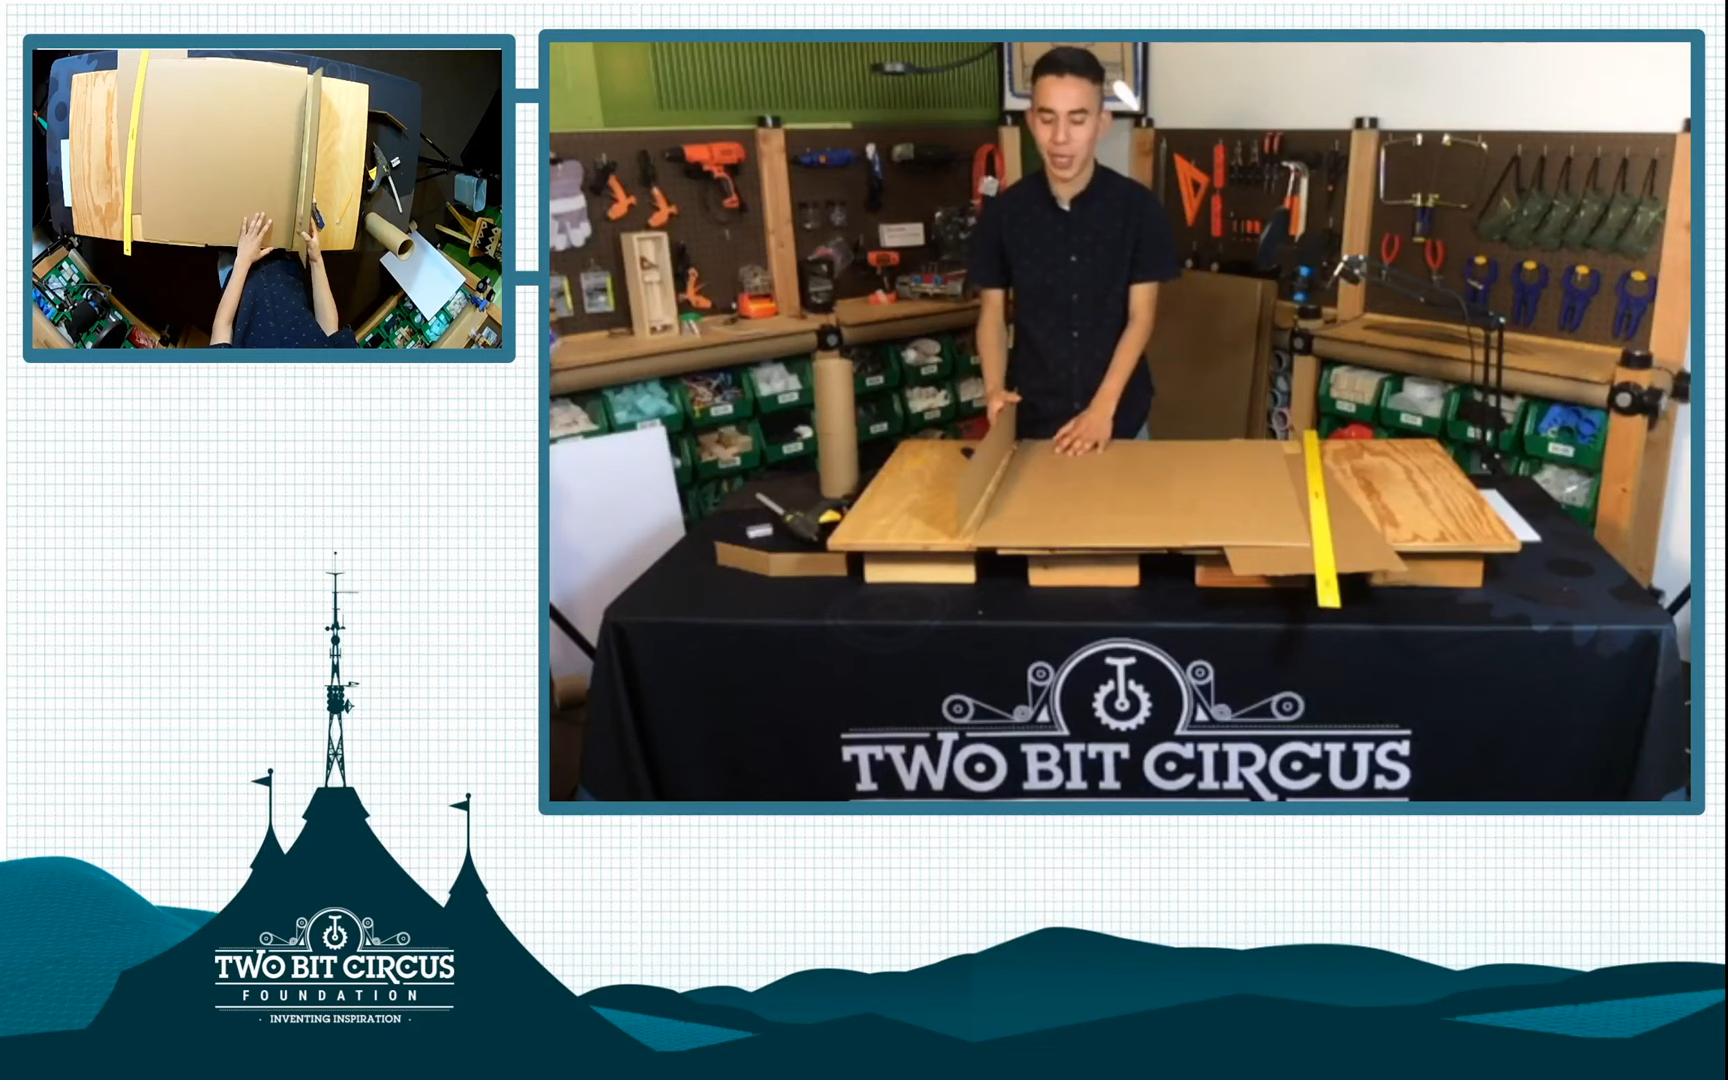 TWO BIT CIRCUS
TWO BIT CIRCUS
FOUNDATION
· INVENTING INSPIRATION ·